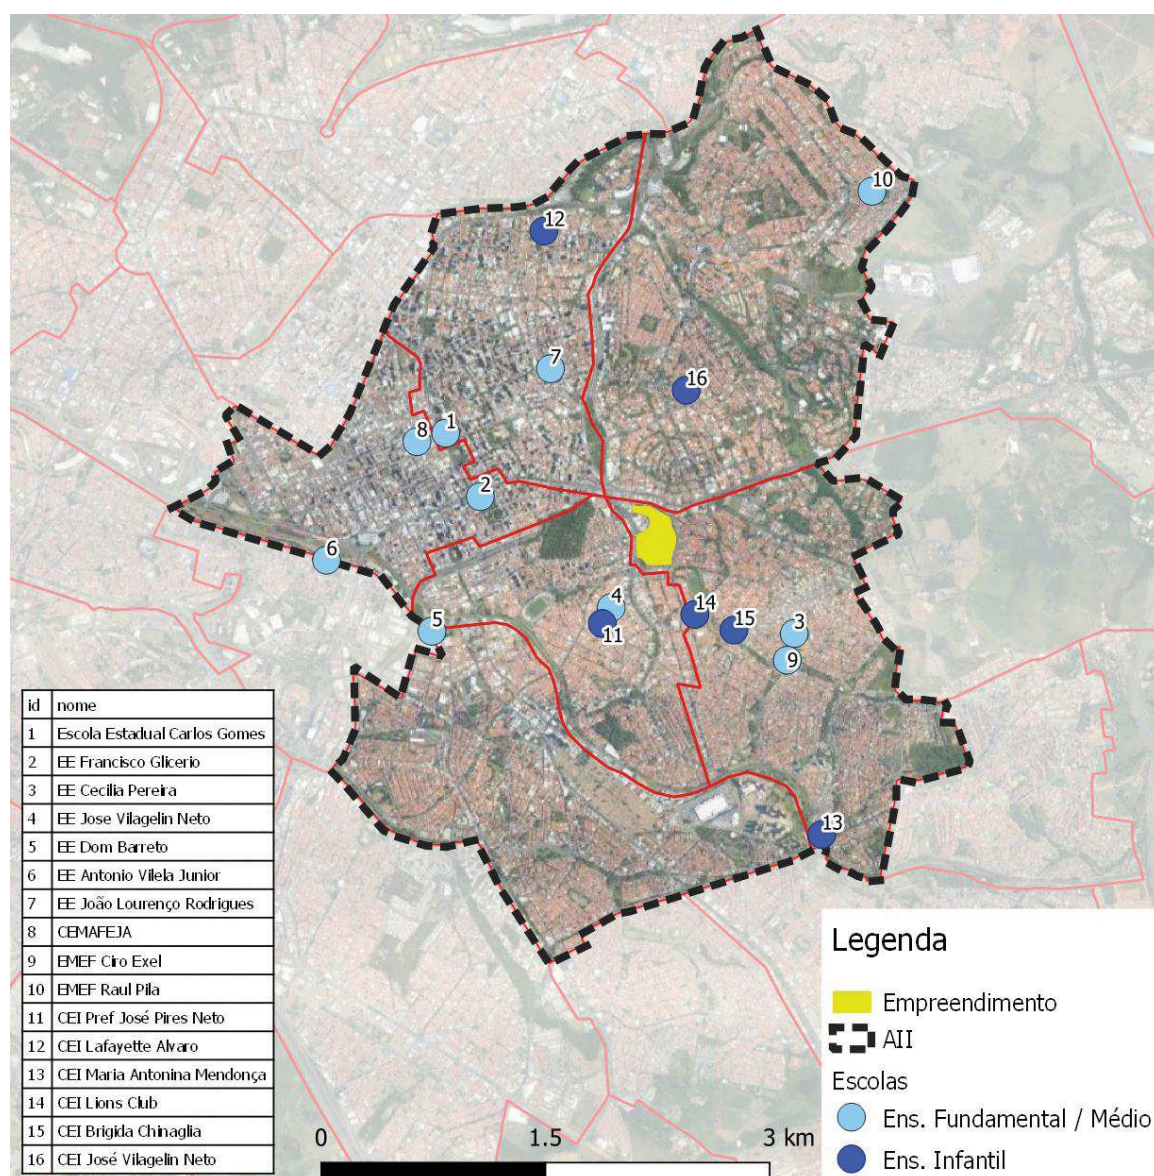 10
12
7
16
1
8
2
6
4
14
5
11
15
3
9
13
id nome
1 Escola Estadual Carlos Gomes
2 EE Francisco Glicerio
3 EE Cecilia Pereira
4 EE Jose Vilagelin Neto
5 EE Dom Barreto
6 EE Antonio Vilela Junior
7 EE João Lourenço Rodrigues
8 CEMAFEJA
9 EMEF Ciro Exel
10 EMEF Raul Pila
11 CEI Pref José Pires Neto
12 CEI Lafayette Alvaro
13 CEI Maria Antonina Mendonça
14 CEI Lions Club
15 CEI Brigida Chinaglia
16 CEI José Vilagelin Neto
0 1.5 3 km
Legenda
Empreendimento
AII
Escolas
Ens. Fundamental / Médio
Ens. Infantil